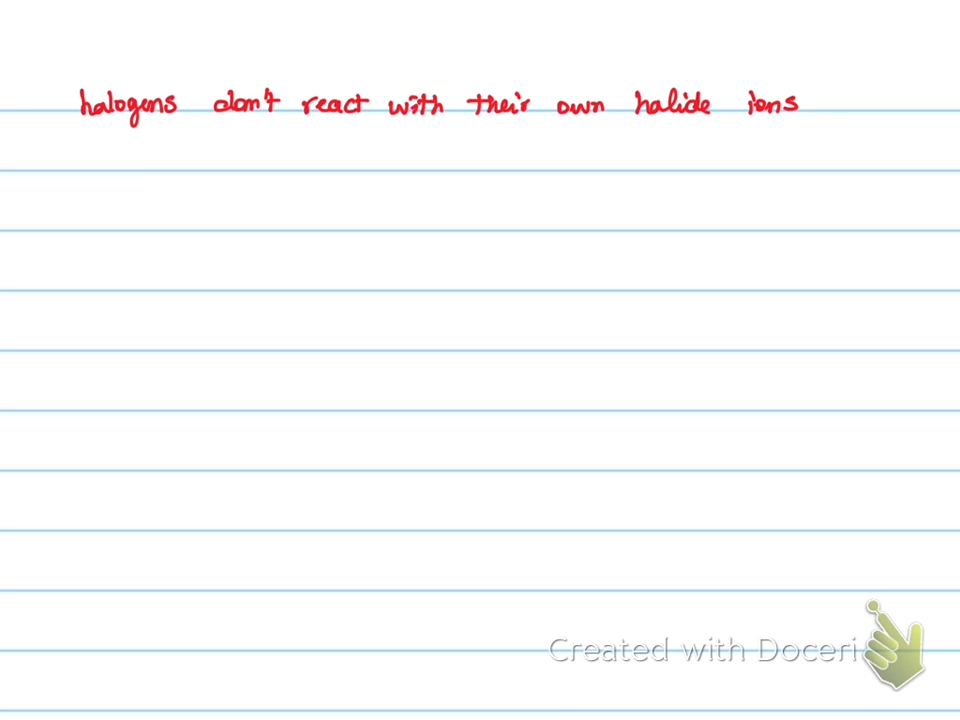 halogens don't react with their own halide ions
Created with Doceri